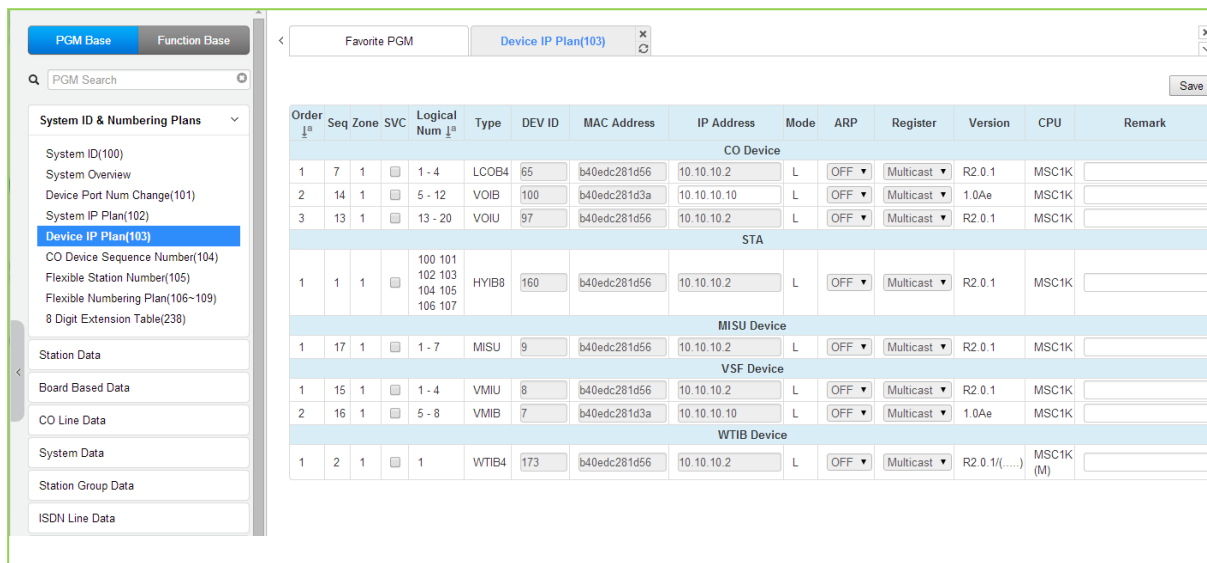 PGM Base Function Base
PGM Search
System ID & Numbering Plans
System ID(100)
System Overview
Device Port Num Change(101)
System IP Plan(102)
Device IP Plan(103)
CO Device Sequence Number(104)
Flexible Station Number(105)
Flexible Numbering Plan(106~109)
8 Digit Extension Table(238)
Station Data
Board Based Data
CO Line Data
System Data
Station Group Data
ISDN Line Data
Favorite PGM Device IP Plan(103)
Save
Order Seq Zone SVC Logical Num Type DEV ID MAC Address IP Address Mode ARP Register Version CPU Remark
CO Device
1 7 1 1 - 4 LCOB4 65 b40edc281d56 10.10.10.2 L OFF Multicast R2.0.1 MSC1K
2 14 1 5 - 12 VOIB 100 b40edc281d3a 10.10.10.10 L OFF Multicast 1.0Ae MSC1K
3 13 1 13 - 20 VOIU 97 b40edc281d56 10.10.10.2 L OFF Multicast R2.0.1 MSC1K
STA
100 101
102 103
1 1 1 104 105 HYIB8 160 b40edc281d56 10.10.10.2 L OFF Multicast R2.0.1 MSC1K
106 107
MISU Device
1 17 1 1 - 7 MISU 9 b40edc281d56 10.10.10.2 L OFF Multicast R2.0.1 MSC1K
VSF Device
1 15 1 1 - 4 VMIU 8 b40edc281d56 10.10.10.2 L OFF Multicast R2.0.1 MSC1K
2 16 1 5 - 8 VMIB 7 b40edc281d3a 10.10.10.10 L OFF Multicast 1.0Ae MSC1K
WTIB Device
1 2 1 1 WTIB4 173 b40edc281d56 10.10.10.2 L OFF Multicast R2.0.1/(.....) MSC1K (M)